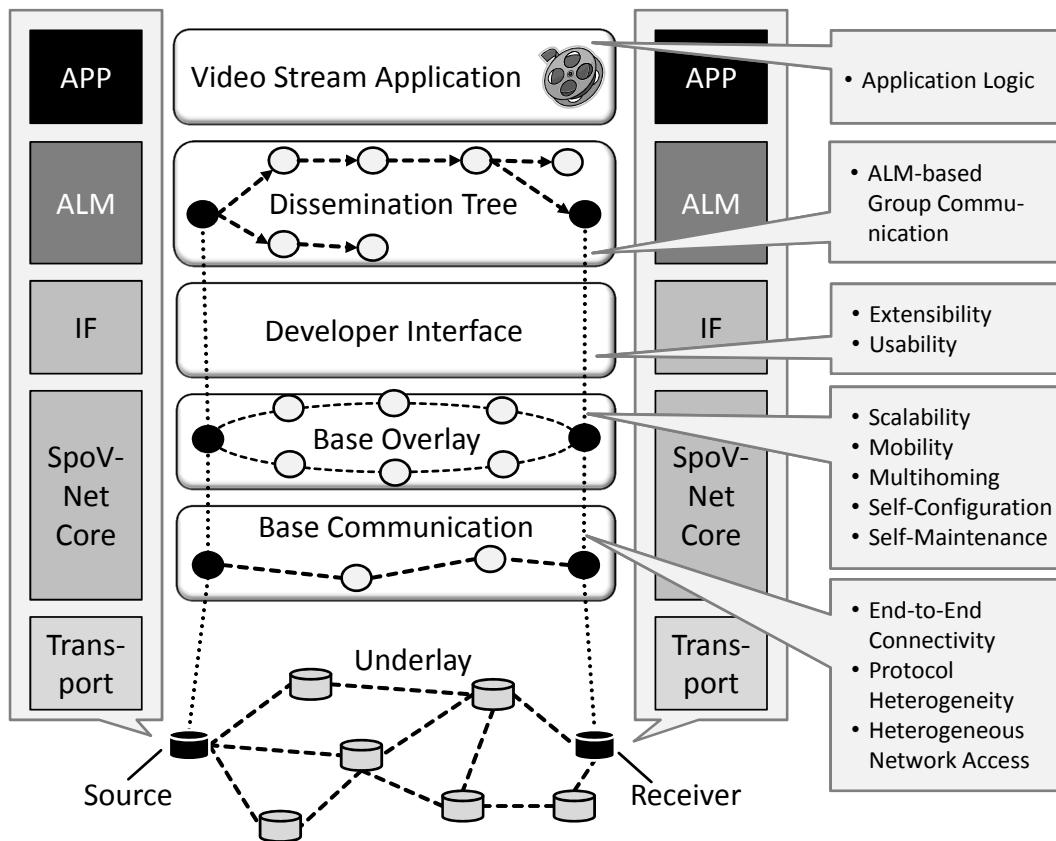 APP
Video Stream Application
APP
• Application Logic
ALM
Dissemination Tree
ALM
• ALM-based
Group Commu-
nication
IF
Developer Interface
IF
• Extensibility
• Usability
SpoV-
Net
Core
Base Overlay
Base Communication
SpoV-
Net
Core
• Scalability
• Mobility
• Multihoming
• Self-Configuration
• Self-Maintenance
Trans-
port
Underlay
Trans-
port
• End-to-End
Connectivity
• Protocol
Heterogeneity
• Heterogeneous
Network Access
Source
Receiver